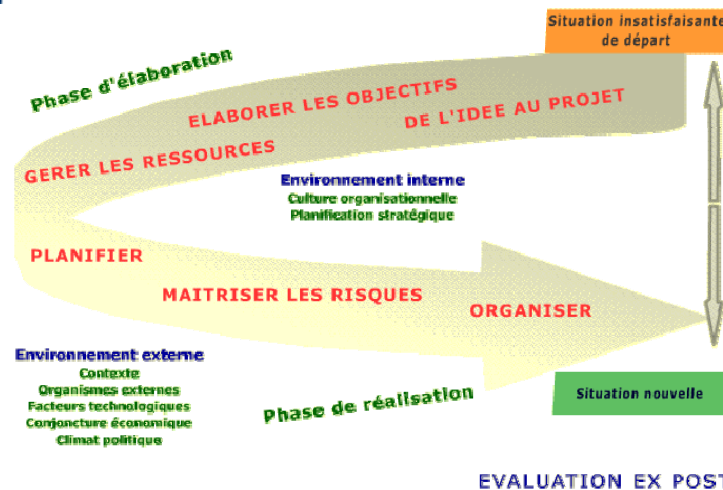 Situation insatisfaisante
de départ
Phase d'élaboration
ELABORER LES OBJECTIFS
DE L'IDEE AU PROJET
GERER LES RESSOURCES
Environnement interne
Culture organisationnelle
Planification stratégique
PLANIFIER
MAITRISER LES RISQUES
ORGANISER
Environnement externe
Contexte
Organismes externes
Facteurs technologiques
Conjoncture économique
Climat politique
Phase de réalisation
Situation nouvelle
EVALUATION EX POST